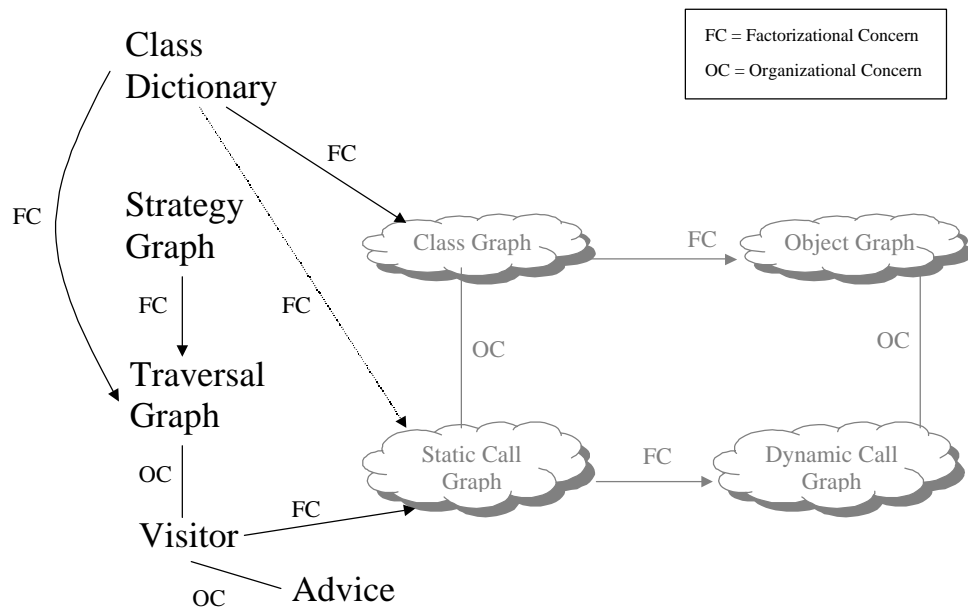 Class
Dictionary
FC = Factorizational Concern
OC = Organizational Concern
FC
FC
Strategy
Graph
Class Graph
FC
Object Graph
FC
FC
OC
OC
Traversal
Graph
Static Call
Graph
FC
Dynamic Call
Graph
OC
FC
Visitor
OC
Advice